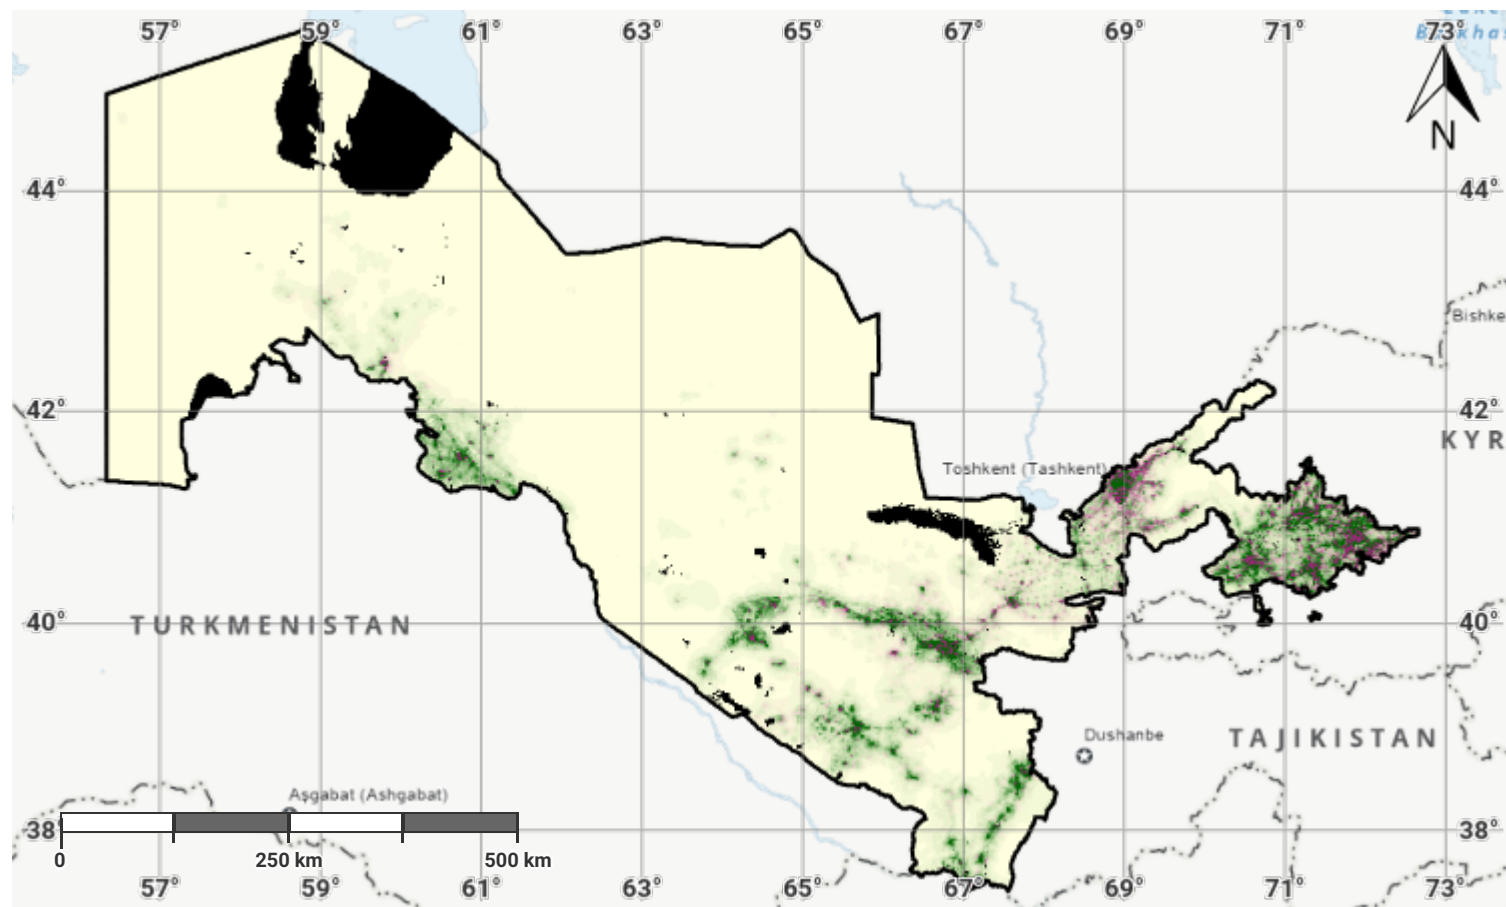 57° 59° 61° 63° 65° 67° 69° 71° 73°
N
44° 44°
Bishke
42° 42°
KYR
Toshkent (Tashkent)
40° 40°
TURKMENISTAN
TAJIKISTAN
Dushanbe
Aşgabat (Ashgabat)
38° 38°
0 250 km 500 km
57° 59° 61° 63° 65° 67° 69° 71° 73°